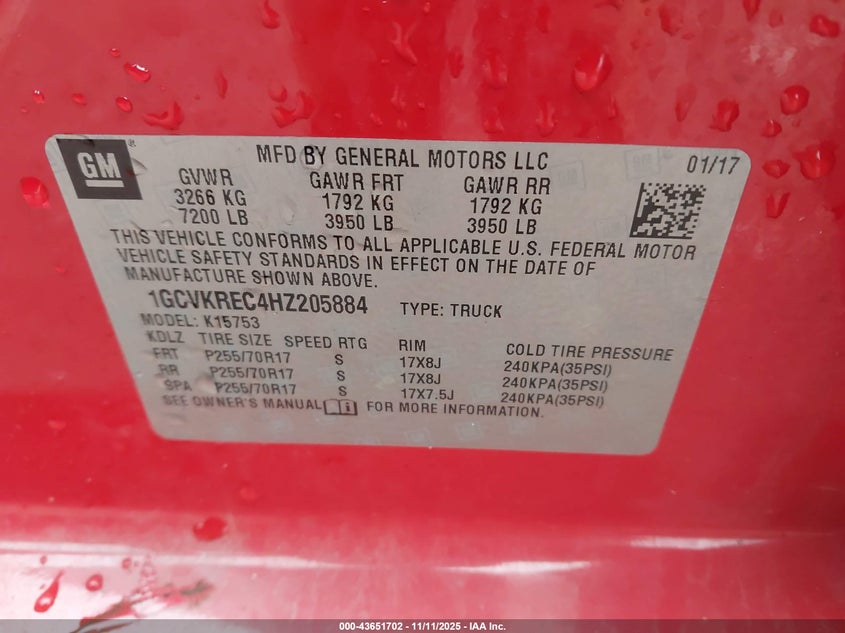 GM
MFD BY GENERAL MOTORS LLC 01/17
GVWR GAWR FRT GAWR RR
3266 KG 1792 KG 1792 KG
7200 LB 3950 LB 3950 LB
THIS VEHICLE CONFORMS TO ALL APPLICABLE U.S. FEDERAL MOTOR
VEHICLE SAFETY STANDARDS IN EFFECT ON THE DATE OF
MANUFACTURE SHOWN ABOVE.
1GCVKREC4HZ205884 TYPE: TRUCK
MODEL: K15753
KDLZ TIRE SIZE SPEED RTG RIM COLD TIRE PRESSURE
FRT P255/70R17 S 17X8J 240KPA(35PSI)
RR P255/70R17 S 17X8J 240KPA(35PSI)
SPA P255/70R17 S 17X7.5J 240KPA(35PSI)
SEE OWNER'S MANUAL FOR MORE INFORMATION.
000-43651702 - 11/11/2025 - IAA Inc.